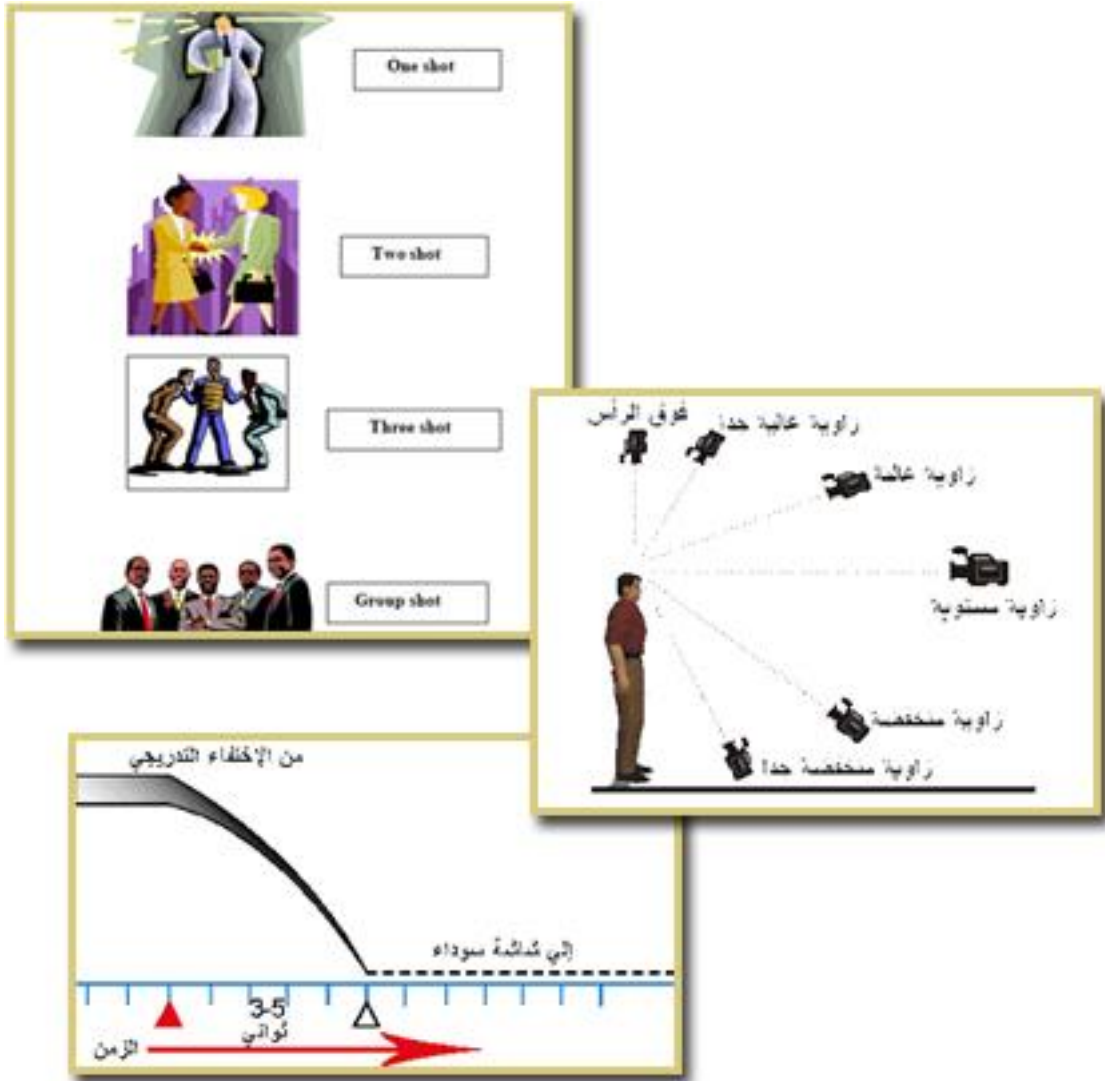 One shot
Two shot
Three shot
Group shot
فوق الرأس
زاوية عالية جدا
زاوية عالية
زاوية مستوية
زاوية منخفضة
زاوية منخفضة جدا
من الإختفاء التدريجي
إلي شاشة سوداء
3-5
ثواني
الزمن